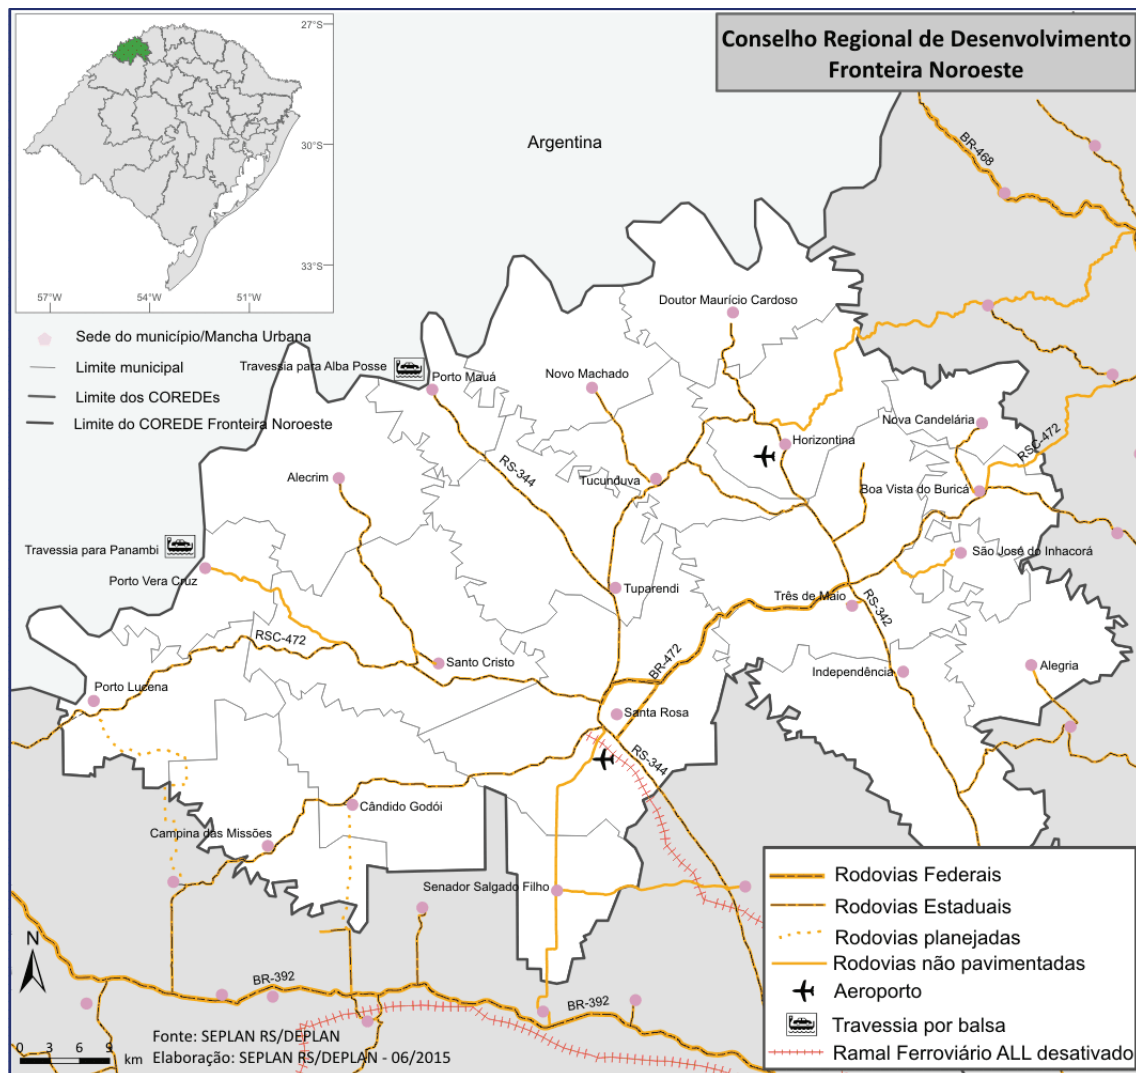 Conselho Regional de Desenvolvimento
Fronteira Noroeste
27°S
30°S
33°S
57°W
54°W
51°W
Sede do município/Mancha Urbana
Limite municipal
Limite dos COREDEs
Limite do COREDE Fronteira Noroeste
Argentina
BR-468
Doutor Maurício Cardoso
Travessia para Alba Posse
Porto Mauá
Novo Machado
Nova Candelária
Horizontina
RSC-472
RS-344
Alecrim
Tucunduva
Boa Vista do Buricá
Travessia para Panambi
São José do Inhacorá
Porto Vera Cruz
Tuparendi
Três de Maio
RS-342
RSC-472
Santo Cristo
BR-472
Independência
Alegria
Porto Lucena
Santa Rosa
RS-344
Cândido Godói
Campina das Missões
Senador Salgado Filho
Rodovias Federais
Rodovias Estaduais
Rodovias planejadas
Rodovias não pavimentadas
Aeroporto
Travessia por balsa
Ramal Ferroviário ALL desativado
N
BR-392
BR-392
0 3 6 9 km
Fonte: SEPLAN RS/DEPLAN
Elaboração: SEPLAN RS/DEPLAN - 06/2015